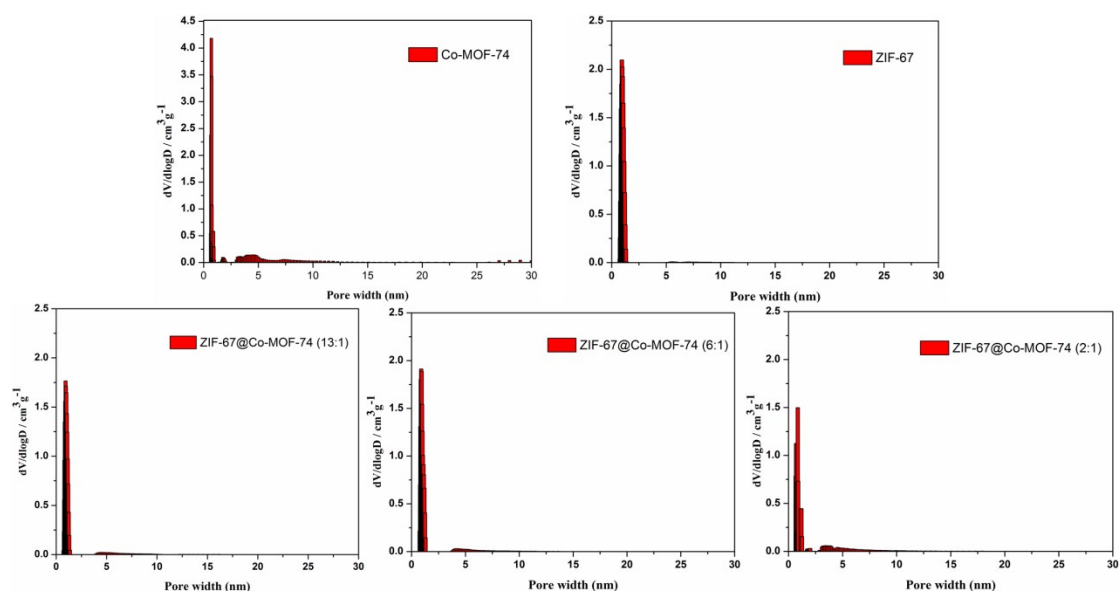 4.5
4.0
3.5
3.0
2.5
2.0
1.5
1.0
0.5
0.0
dV/dlogD / cm³g⁻¹
Co-MOF-74
0 5 10 15 20 25 30
Pore width (nm)
2.5
2.0
1.5
1.0
0.5
0.0
dV/dlogD / cm³g⁻¹
ZIF-67
0 5 10 15 20 25 30
Pore width (nm)
2.5
2.0
1.5
1.0
0.5
0.0
dV/dlogD / cm³g⁻¹
ZIF-67@Co-MOF-74 (13:1)
0 5 10 15 20 25 30
Pore width (nm)
2.5
2.0
1.5
1.0
0.5
0.0
dV/dlogD / cm³g⁻¹
ZIF-67@Co-MOF-74 (6:1)
0 5 10 15 20 25 30
Pore width (nm)
2.5
2.0
1.5
1.0
0.5
0.0
dV/dlogD / cm³g⁻¹
ZIF-67@Co-MOF-74 (2:1)
0 5 10 15 20 25 30
Pore width (nm)